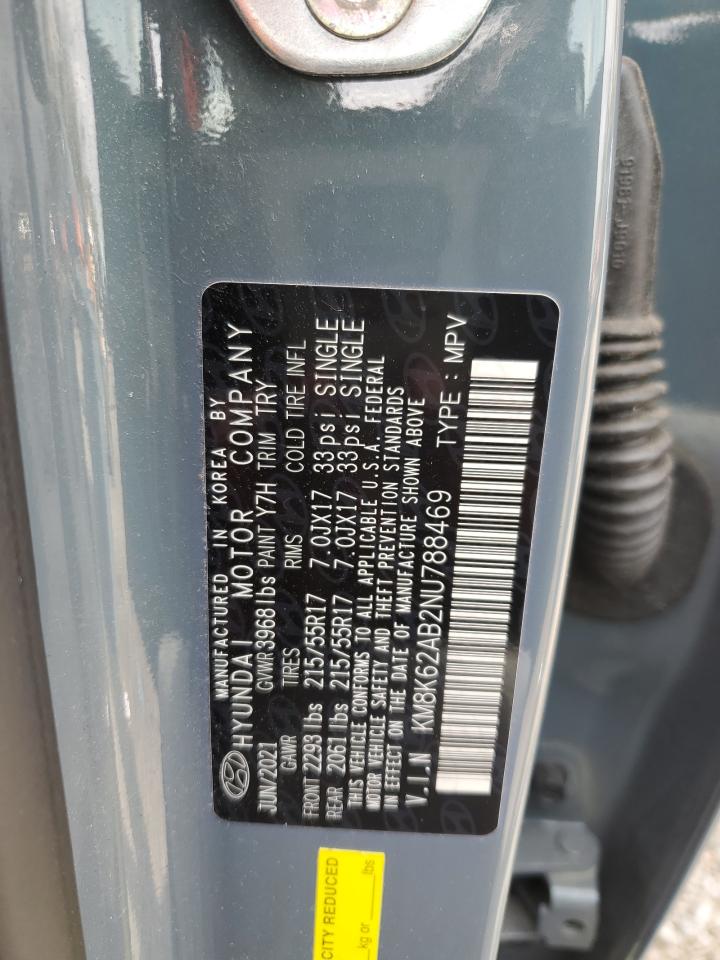 MANUFACTURED IN KOREA BY
HYUNDAI MOTOR COMPANY
JUN/2021 GVWR 3968 lbs PAINT Y7H TRIM TRY
GAWR TIRES RIMS COLD TIRE INFL
FRONT 2293 lbs 215/55R17 7.0JX17 33psi SINGLE
REAR 2061 lbs 215/55R17 7.0JX17 33psi SINGLE
THIS VEHICLE CONFORMS TO ALL APPLICABLE U.S.A. FEDERAL
MOTOR VEHICLE SAFETY AND THEFT PREVENTION STANDARDS
IN EFFECT ON THE DATE OF MANUFACTURE SHOWN ABOVE
V.I.N KM8K62AB2NU788469 TYPE : MPV
CITY REDUCED
kg or lbs